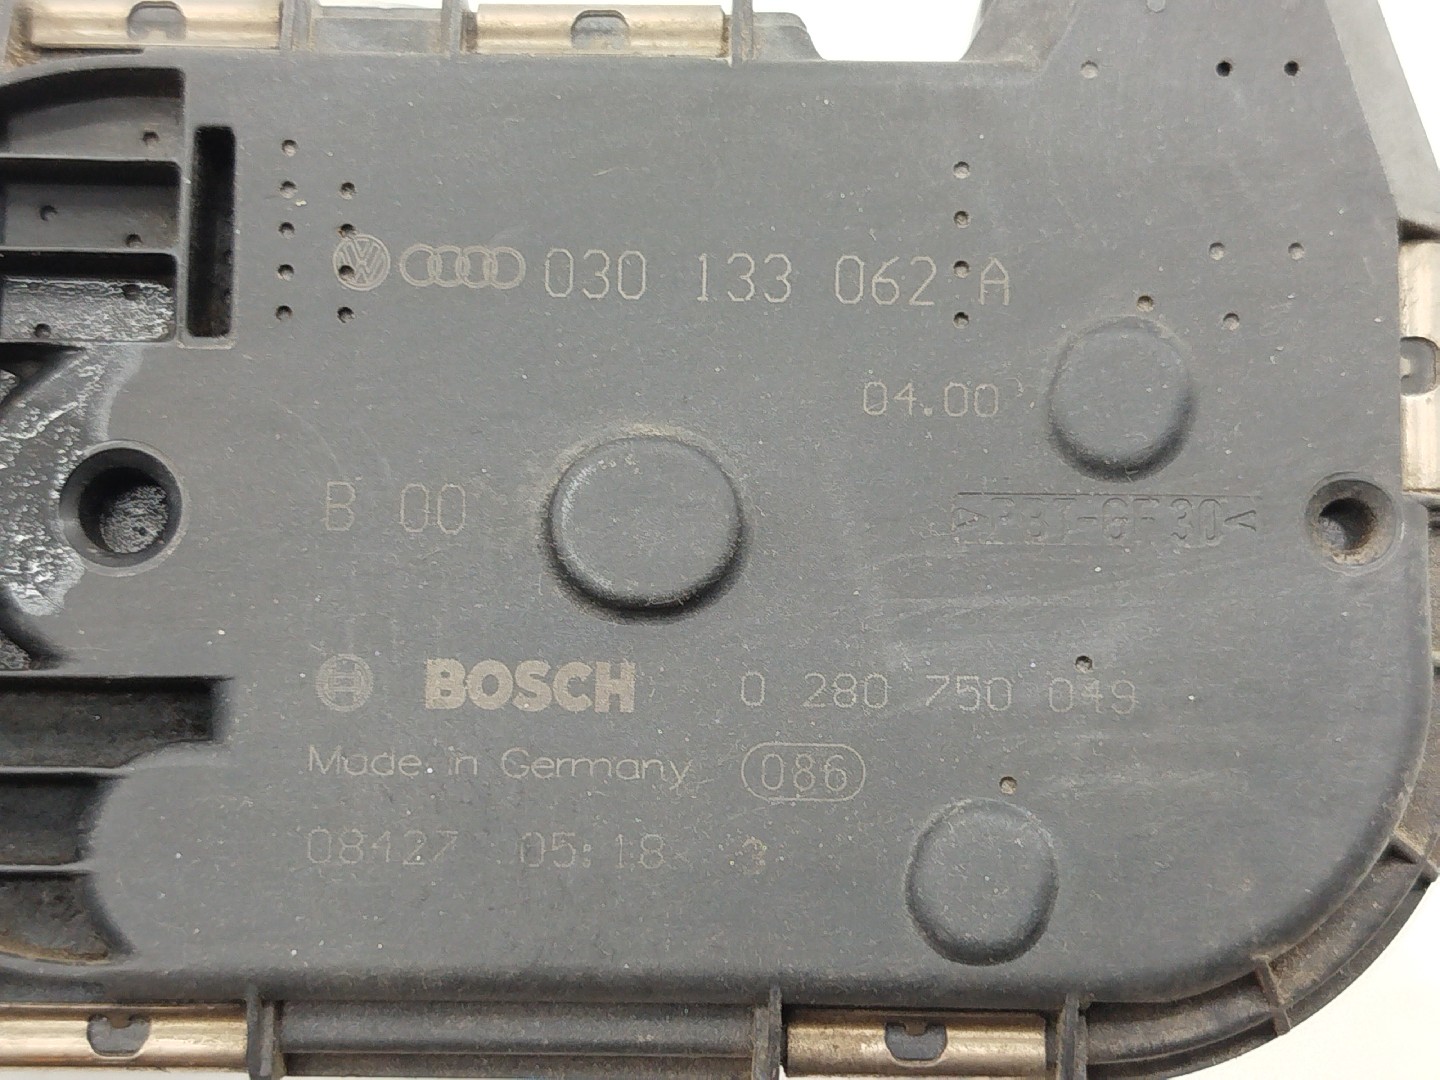 030 133 062 A
04.00
B 00
>PBT-GF30<
BOSCH 0 280 750 049
Made in Germany 086
08427 05:18 3